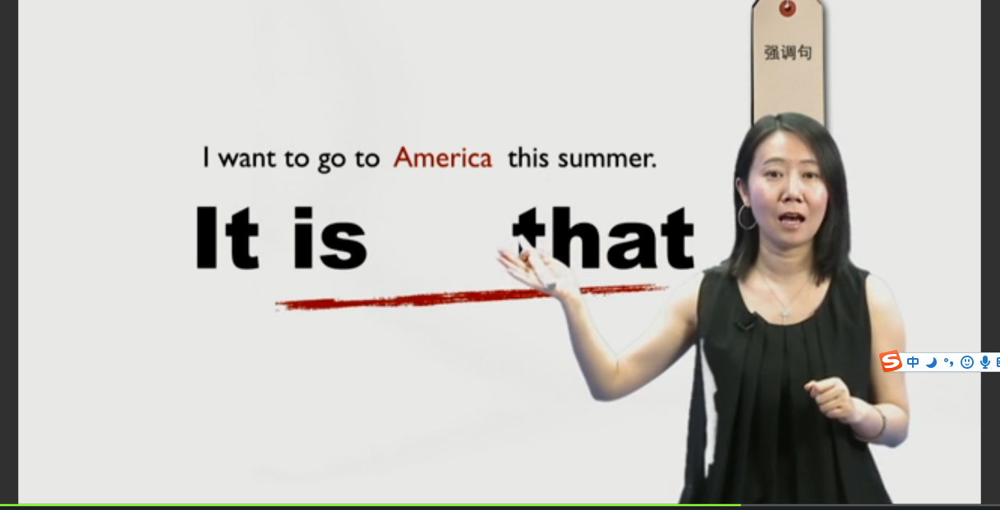 强调句
I want to go to America this summer.
It is that
中